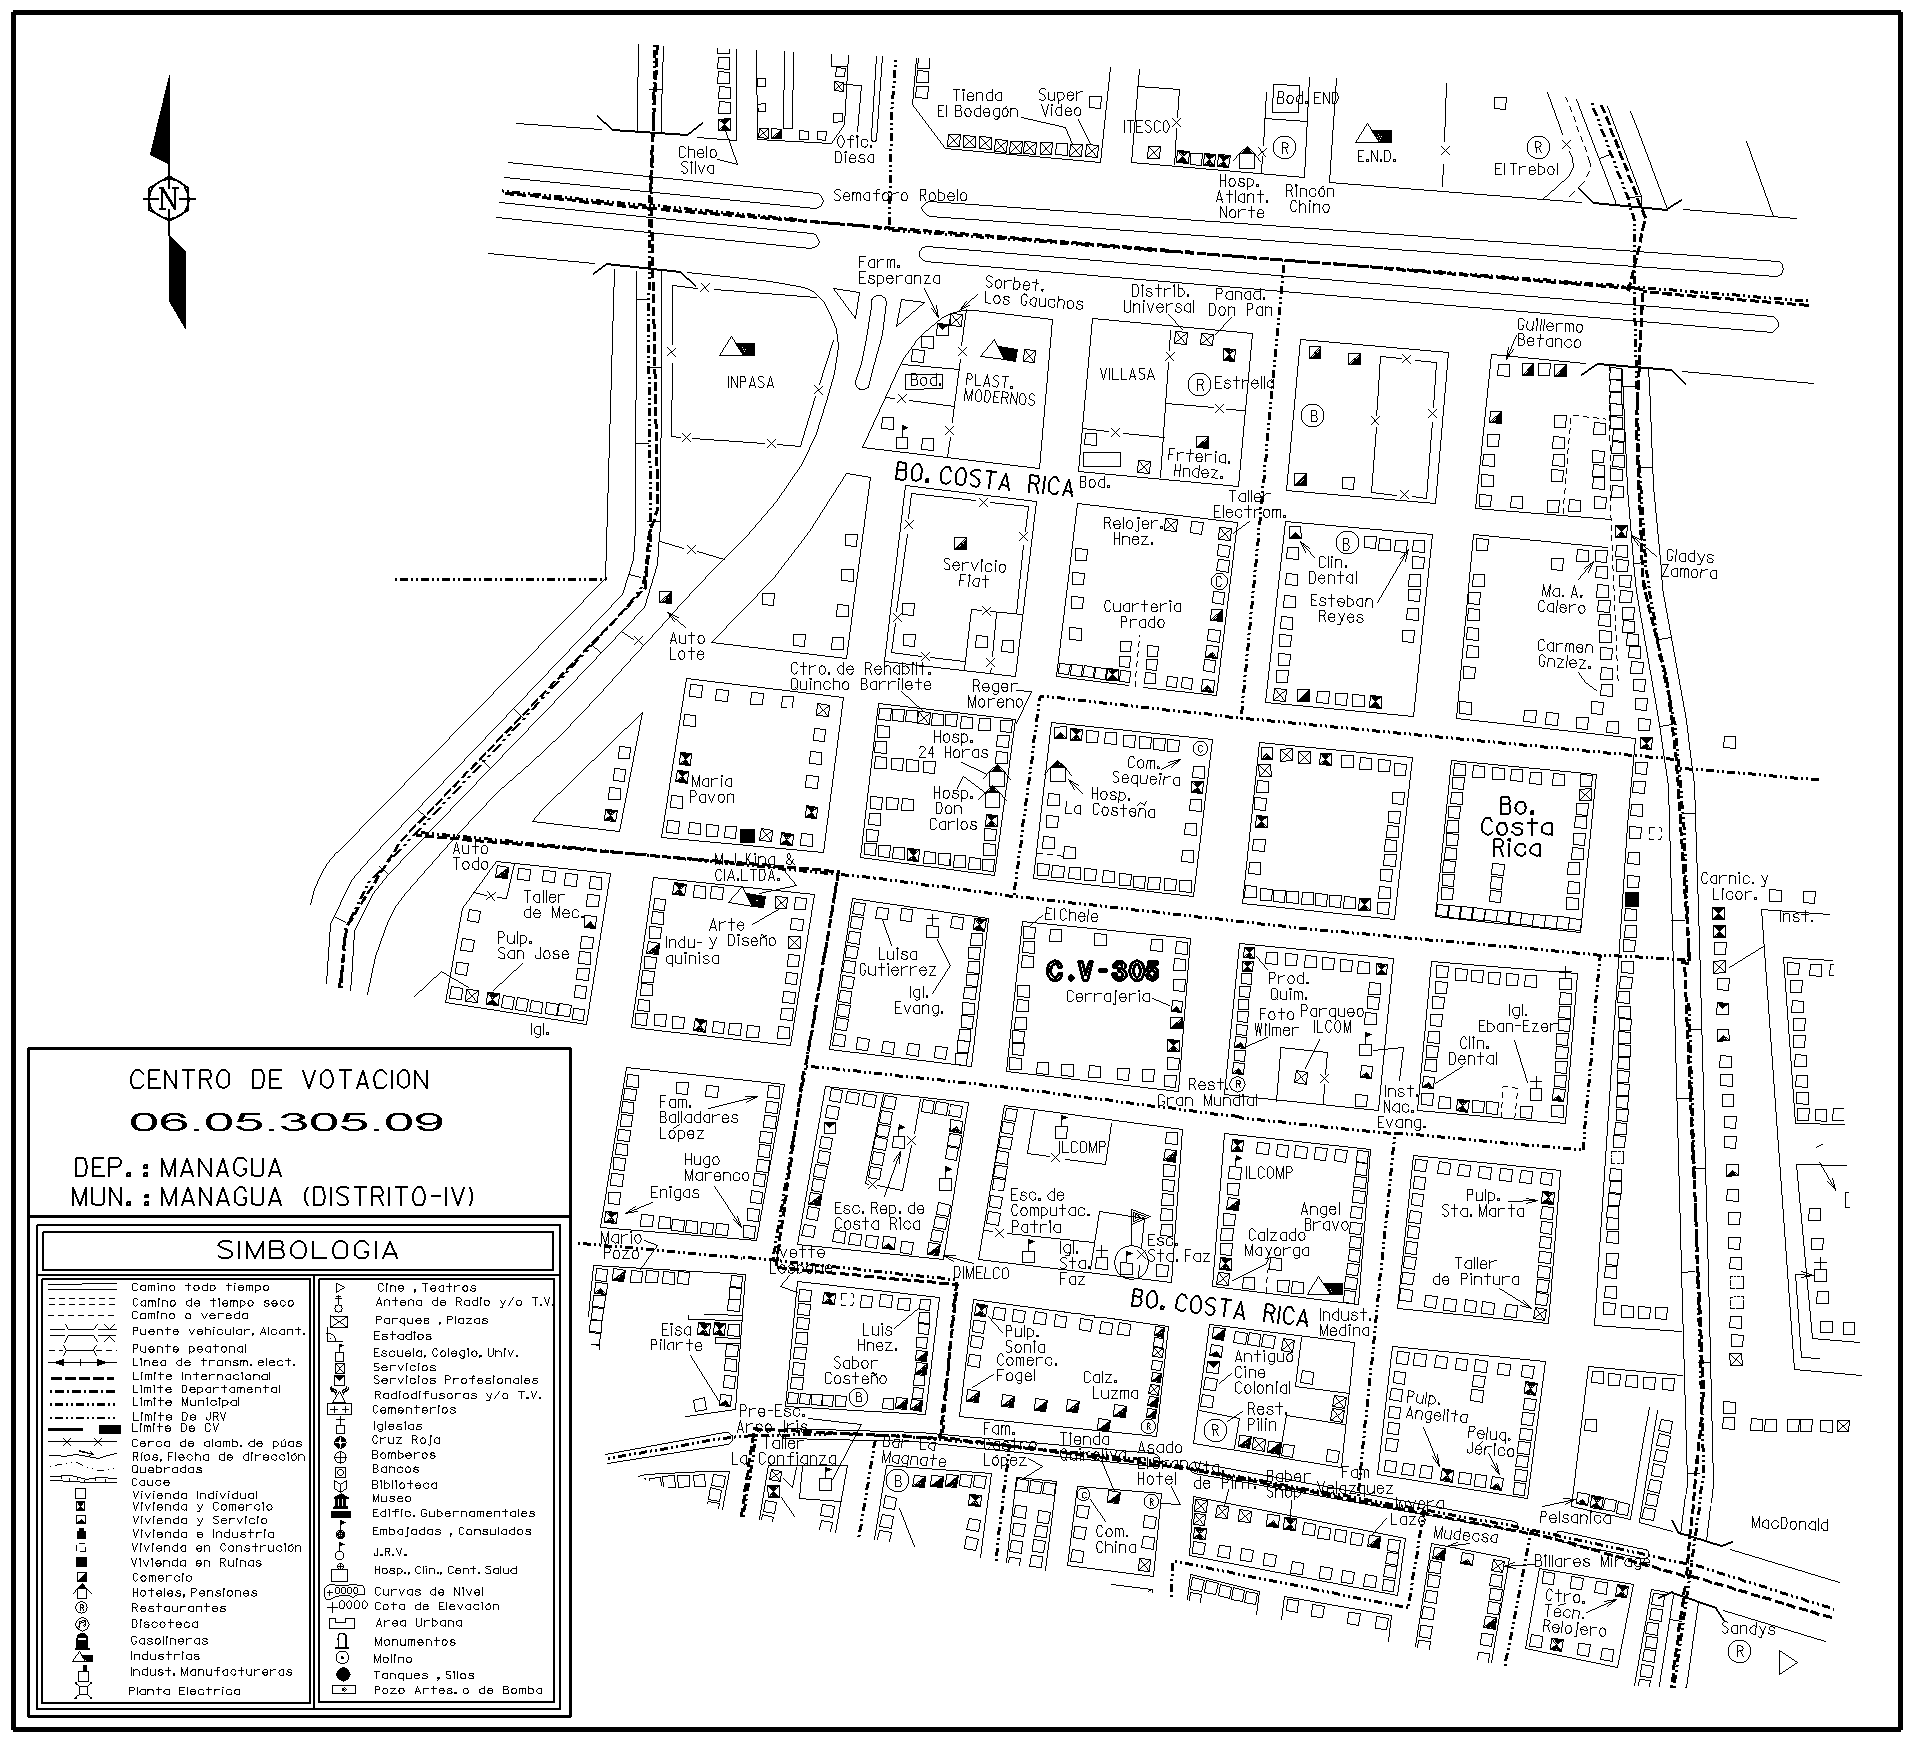 Tienda
El Bodegón
Super
Video
Bod. END
ITESCO
Chelo
Silva
Ofic.
Diesa
E.N.D.
El Trebol
N
Semaforo Robelo
Hosp.
Atlant.
Norte
Rincón
Chino
Farm.
Esperanza
Sorbet.
Los Gauchos
Distrib.
Universal
Panad.
Don Pan
Guillermo
Betanco
INPASA
Bod.
PLAST.
MODERNOS
VILLASA
R Estrella
B
Frteria.
Hndez.
BO. COSTA RICA
Bod.
Taller
Electrom.
Relojer.
Hnez.
Servicio
Fiat
Cuarteria
Prado
Clin.
Dental
Esteban
Reyes
Gladys
Zamora
Ma. A.
Calero
Carmen
Gnzlez.
Auto
Lote
Ctro. de Rehabilt.
Quincho Barrilete
Roger
Moreno
Hosp.
24 Horas
Maria
Pavon
Hosp.
Don
Carlos
Com.
Sequeira
Hosp.
La Costeña
Bo.
Costa
Rica
Auto
Todo
M.L.King &
CIA.LTDA.
Taller
de Mec.
Pulp.
San Jose
Igl.
Arte
y Diseño
Indu-
quinisa
Luisa
Gutierrez
Igl.
Evang.
El Chele
C.V-305
Cerrajeria
Prod.
Quim.
Foto
Wilmer
Parqueo
ILCOM
Igl.
Eban-Ezer
Clin.
Dental
Carnic. y
Licor.
Inst.
Rest.
Gran Mundial
Inst.
Nac.
Evang.
Fam.
Balladares
López
Hugo
Marenco
Enigas
Esc. Rep. de
Costa Rica
ILCOMP
Esc. de
Computac.
Patria
Igl.
Sta.
Faz
Esc.
Sta. Faz
ILCOMP
Angel
Bravo
Calzado
Mayorga
Pulp.
Sta. Marta
Taller
de Pintura
Mario
Pozo
Ivette
DIMELCO
BO. COSTA RICA
Indust.
Medina
Eisa
Pilarte
Luis
Hnez.
Sabor
Costeño
Pulp.
Sonia
Comerc.
Fogel
Calz.
Luzma
Antiguo
Cine
Colonial
Rest.
Pilin
Pulp.
Angelita
Peluq.
Jérico
Pre-Esc.
Arco Iris
Taller
La Confianza
Bar La
Magnate
Fam.
Castro
López
Tienda
Asado
Hotel
de Pint.
Baber
Shop
Fam
Velazquez
Joyera
Lazo
Pelsanica
MacDonald
Com.
China
Mudecsa
Billares Mirage
Ctro.
Tecn.
Relojero
Sandys
CENTRO DE VOTACION
06.05.305.09
DEP. : MANAGUA
MUN. : MANAGUA (DISTRITO-IV)
SIMBOLOGIA
Camino todo tiempo
Camino de tiempo seco
Camino o vereda
Puente vehicular, Alcant.
Puente peatonal
Linea de transm. elect.
Limite Internacional
Limite Departamental
Limite Municipal
Limite De JRV
Limite De CV
Cerca de alamb. de púas
Ríos, Flecha de dirección
Quebradas
Cauce
Vivienda Individual
Vivienda y Comercio
Vivienda y Servicio
Vivienda e Industria
Vivienda en Construción
Vivienda en Ruinas
Comercio
Hoteles, Pensiones
Restaurantes
Discoteca
Gasolineras
Industrias
Indust. Manufactureras
Planta Electrica
Cine , Teatros
Antena de Radio y/o T.V.
Parques , Plazas
Estadios
Escuela, Colegio, Univ.
Servicios
Servicios Profesionales
Radiodifusoras y/o T.V.
Cementerios
Iglesias
Cruz Roja
Bomberos
Bancos
Biblioteca
Museo
Edific. Gubernamentales
Embajadas , Consulados
J.R.V.
Hosp., Clin., Cent. Salud
Curvas de Nivel
Cota de Elevación
Area Urbana
Monumentos
Molino
Tanques , Silos
Pozo Artes. o de Bomba